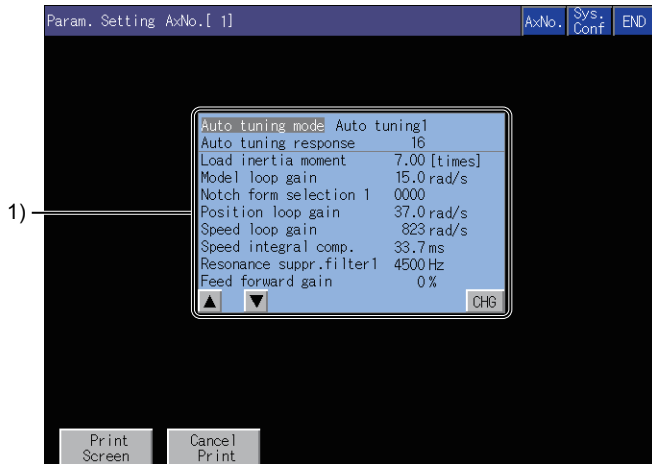 Param. Setting AxNo.[ 1] AxNo. Sys. Conf END
1)
Auto tuning mode Auto tuning1
Auto tuning response 16
Load inertia moment 7.00 [times]
Model loop gain 15.0 rad/s
Notch form selection 1 0000
Position loop gain 37.0 rad/s
Speed loop gain 823 rad/s
Speed integral comp. 33.7 ms
Resonance suppr.filter1 4500 Hz
Feed forward gain 0 %
▲ ▼ CHG
Print Screen
Cancel Print